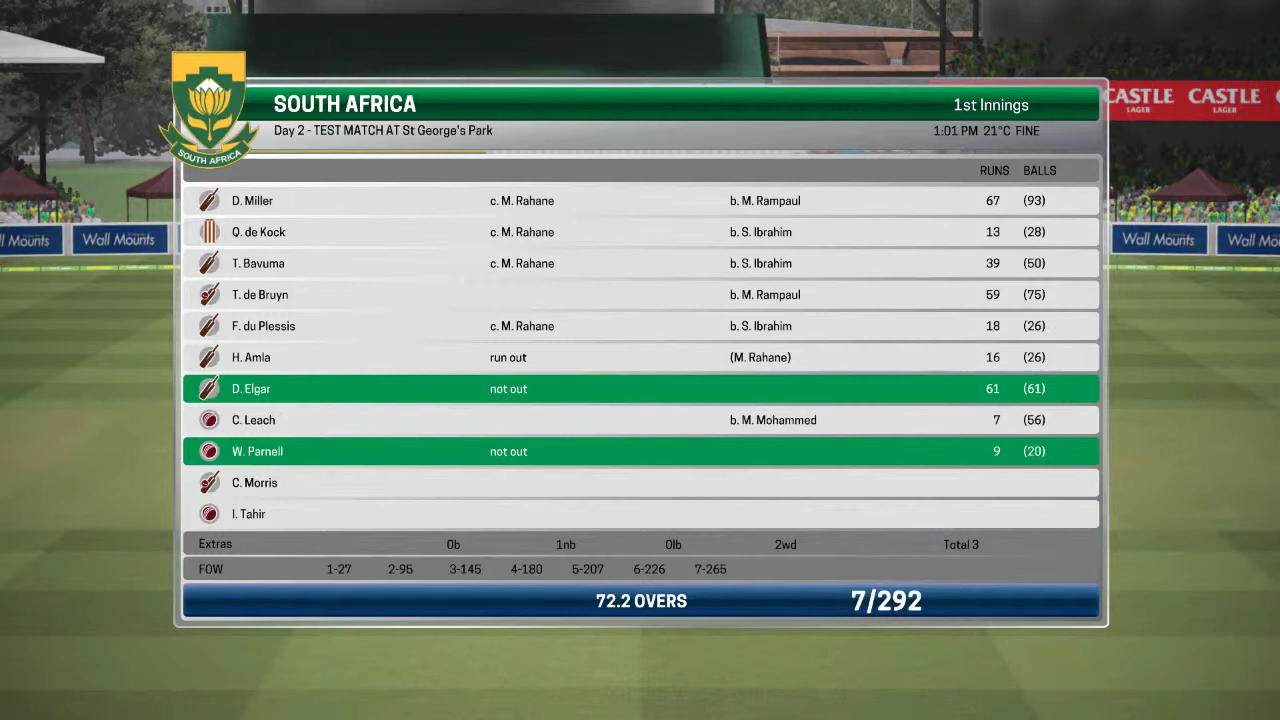 SOUTH AFRICA 1st Innings
Day 2 - TEST MATCH AT St George's Park 1:01 PM 21°C FINE
SOUTH AFRICA
CASTLE CASTLE
LAGER LAGER
RUNS BALLS
D. Miller c. M. Rahane b. M. Rampaul 67 (93)
Q. de Kock c. M. Rahane b. S. Ibrahim 13 (28)
ll Mounts Wall Mounts Wall Mounts Wall Mo
T. Bavuma c. M. Rahane b. S. Ibrahim 39 (50)
T. de Bruyn b. M. Rampaul 59 (75)
F. du Plessis c. M. Rahane b. S. Ibrahim 18 (26)
H. Amla run out (M. Rahane) 16 (26)
D. Elgar not out 61 (61)
C. Leach b. M. Mohammed 7 (56)
W. Parnell not out 9 (20)
C. Morris
I. Tahir
Extras 0b 1nb 0lb 2wd Total 3
FOW 1-27 2-95 3-145 4-180 5-207 6-226 7-265
72.2 OVERS 7/292